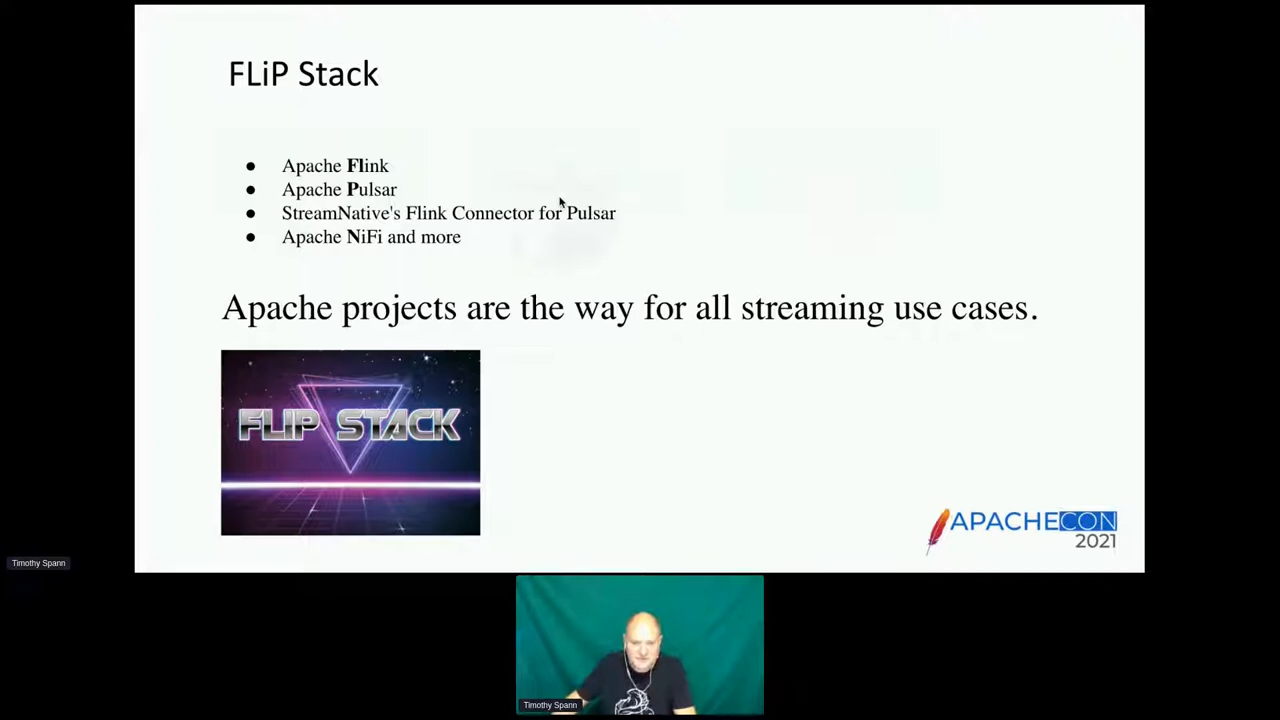 FLiP Stack
● Apache Flink
● Apache Pulsar
● StreamNative's Flink Connector for Pulsar
● Apache NiFi and more
Apache projects are the way for all streaming use cases.
FLIP STACK
APACHECON
2021
Timothy Spann
Timothy Spann